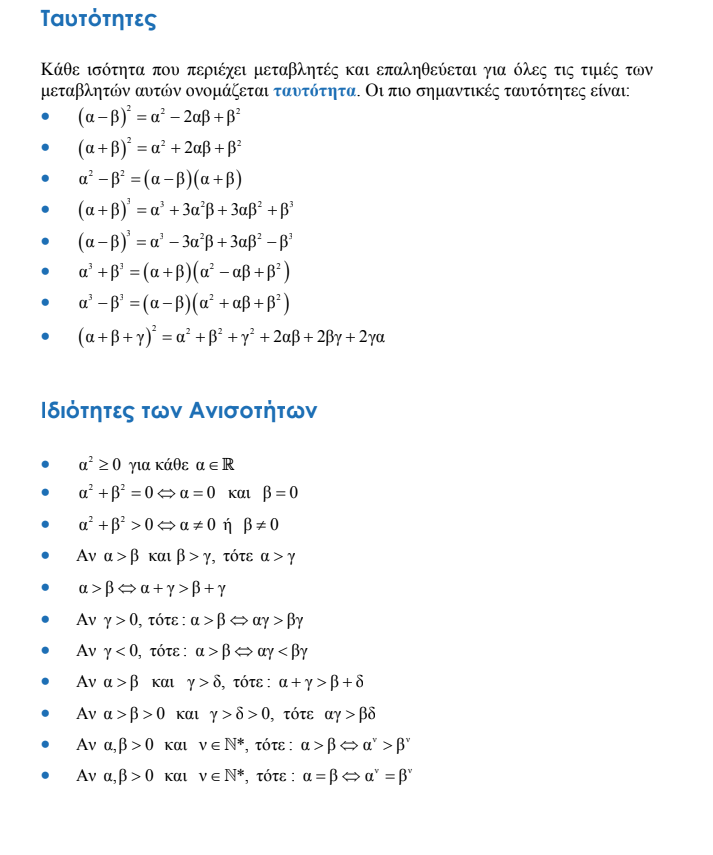 Ταυτότητες
Κάθε ισότητα που περιέχει μεταβλητές και επαληθεύεται για όλες τις τιμές των
μεταβλητών αυτών ονομάζεται ταυτότητα. Οι πιο σημαντικές ταυτότητες είναι:
• (α−β)² = α² − 2αβ + β²
• (α+β)² = α² + 2αβ + β²
• α² − β² = (α−β)(α+β)
• (α+β)³ = α³ + 3α²β + 3αβ² + β³
• (α−β)³ = α³ − 3α²β + 3αβ² − β³
• α³ + β³ = (α+β)(α² − αβ + β²)
• α³ − β³ = (α−β)(α² + αβ + β²)
• (α+β+γ)² = α² + β² + γ² + 2αβ + 2βγ + 2γα
Ιδιότητες των Ανισοτήτων
• α² ≥ 0 για κάθε α ∈ ℝ
• α² + β² = 0 ⇔ α = 0 και β = 0
• α² + β² > 0 ⇔ α ≠ 0 ή β ≠ 0
• Αν α > β και β > γ, τότε α > γ
• α > β ⇔ α + γ > β + γ
• Αν γ > 0, τότε: α > β ⇔ αγ > βγ
• Αν γ < 0, τότε: α > β ⇔ αγ < βγ
• Αν α > β και γ > δ, τότε: α + γ > β + δ
• Αν α > β > 0 και γ > δ > 0, τότε αγ > βδ
• Αν α,β > 0 και ν ∈ ℕ*, τότε: α > β ⇔ α^ν > β^ν
• Αν α,β > 0 και ν ∈ ℕ*, τότε: α = β ⇔ α^ν = β^ν